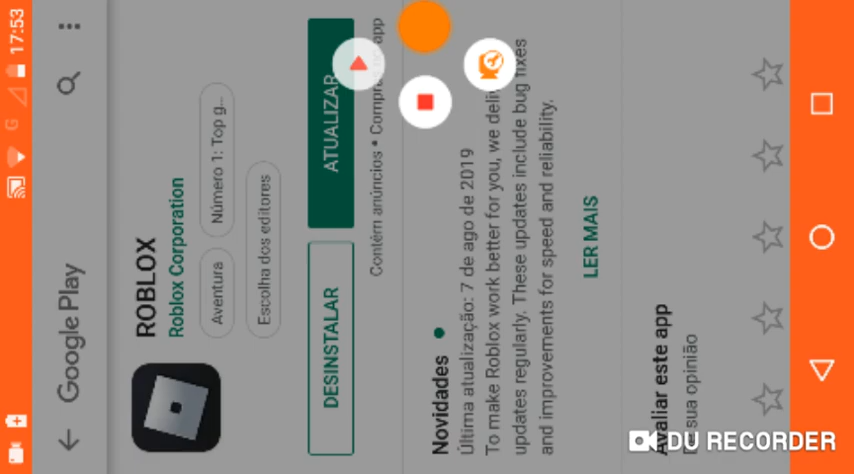 17:53
Google Play
ROBLOX
Roblox Corporation
Aventura
Número 1: Top g...
Escolha dos editores
DESINSTALAR
ATUALIZAR
Contém anúncios • Compras app
Novidades
Última atualização: 7 de ago de 2019
To make Roblox work better for you, we deli
updates regularly. These updates include bug fixes
and improvements for speed and reliability.
LER MAIS
Avaliar este app
sua opinião
DU RECORDER